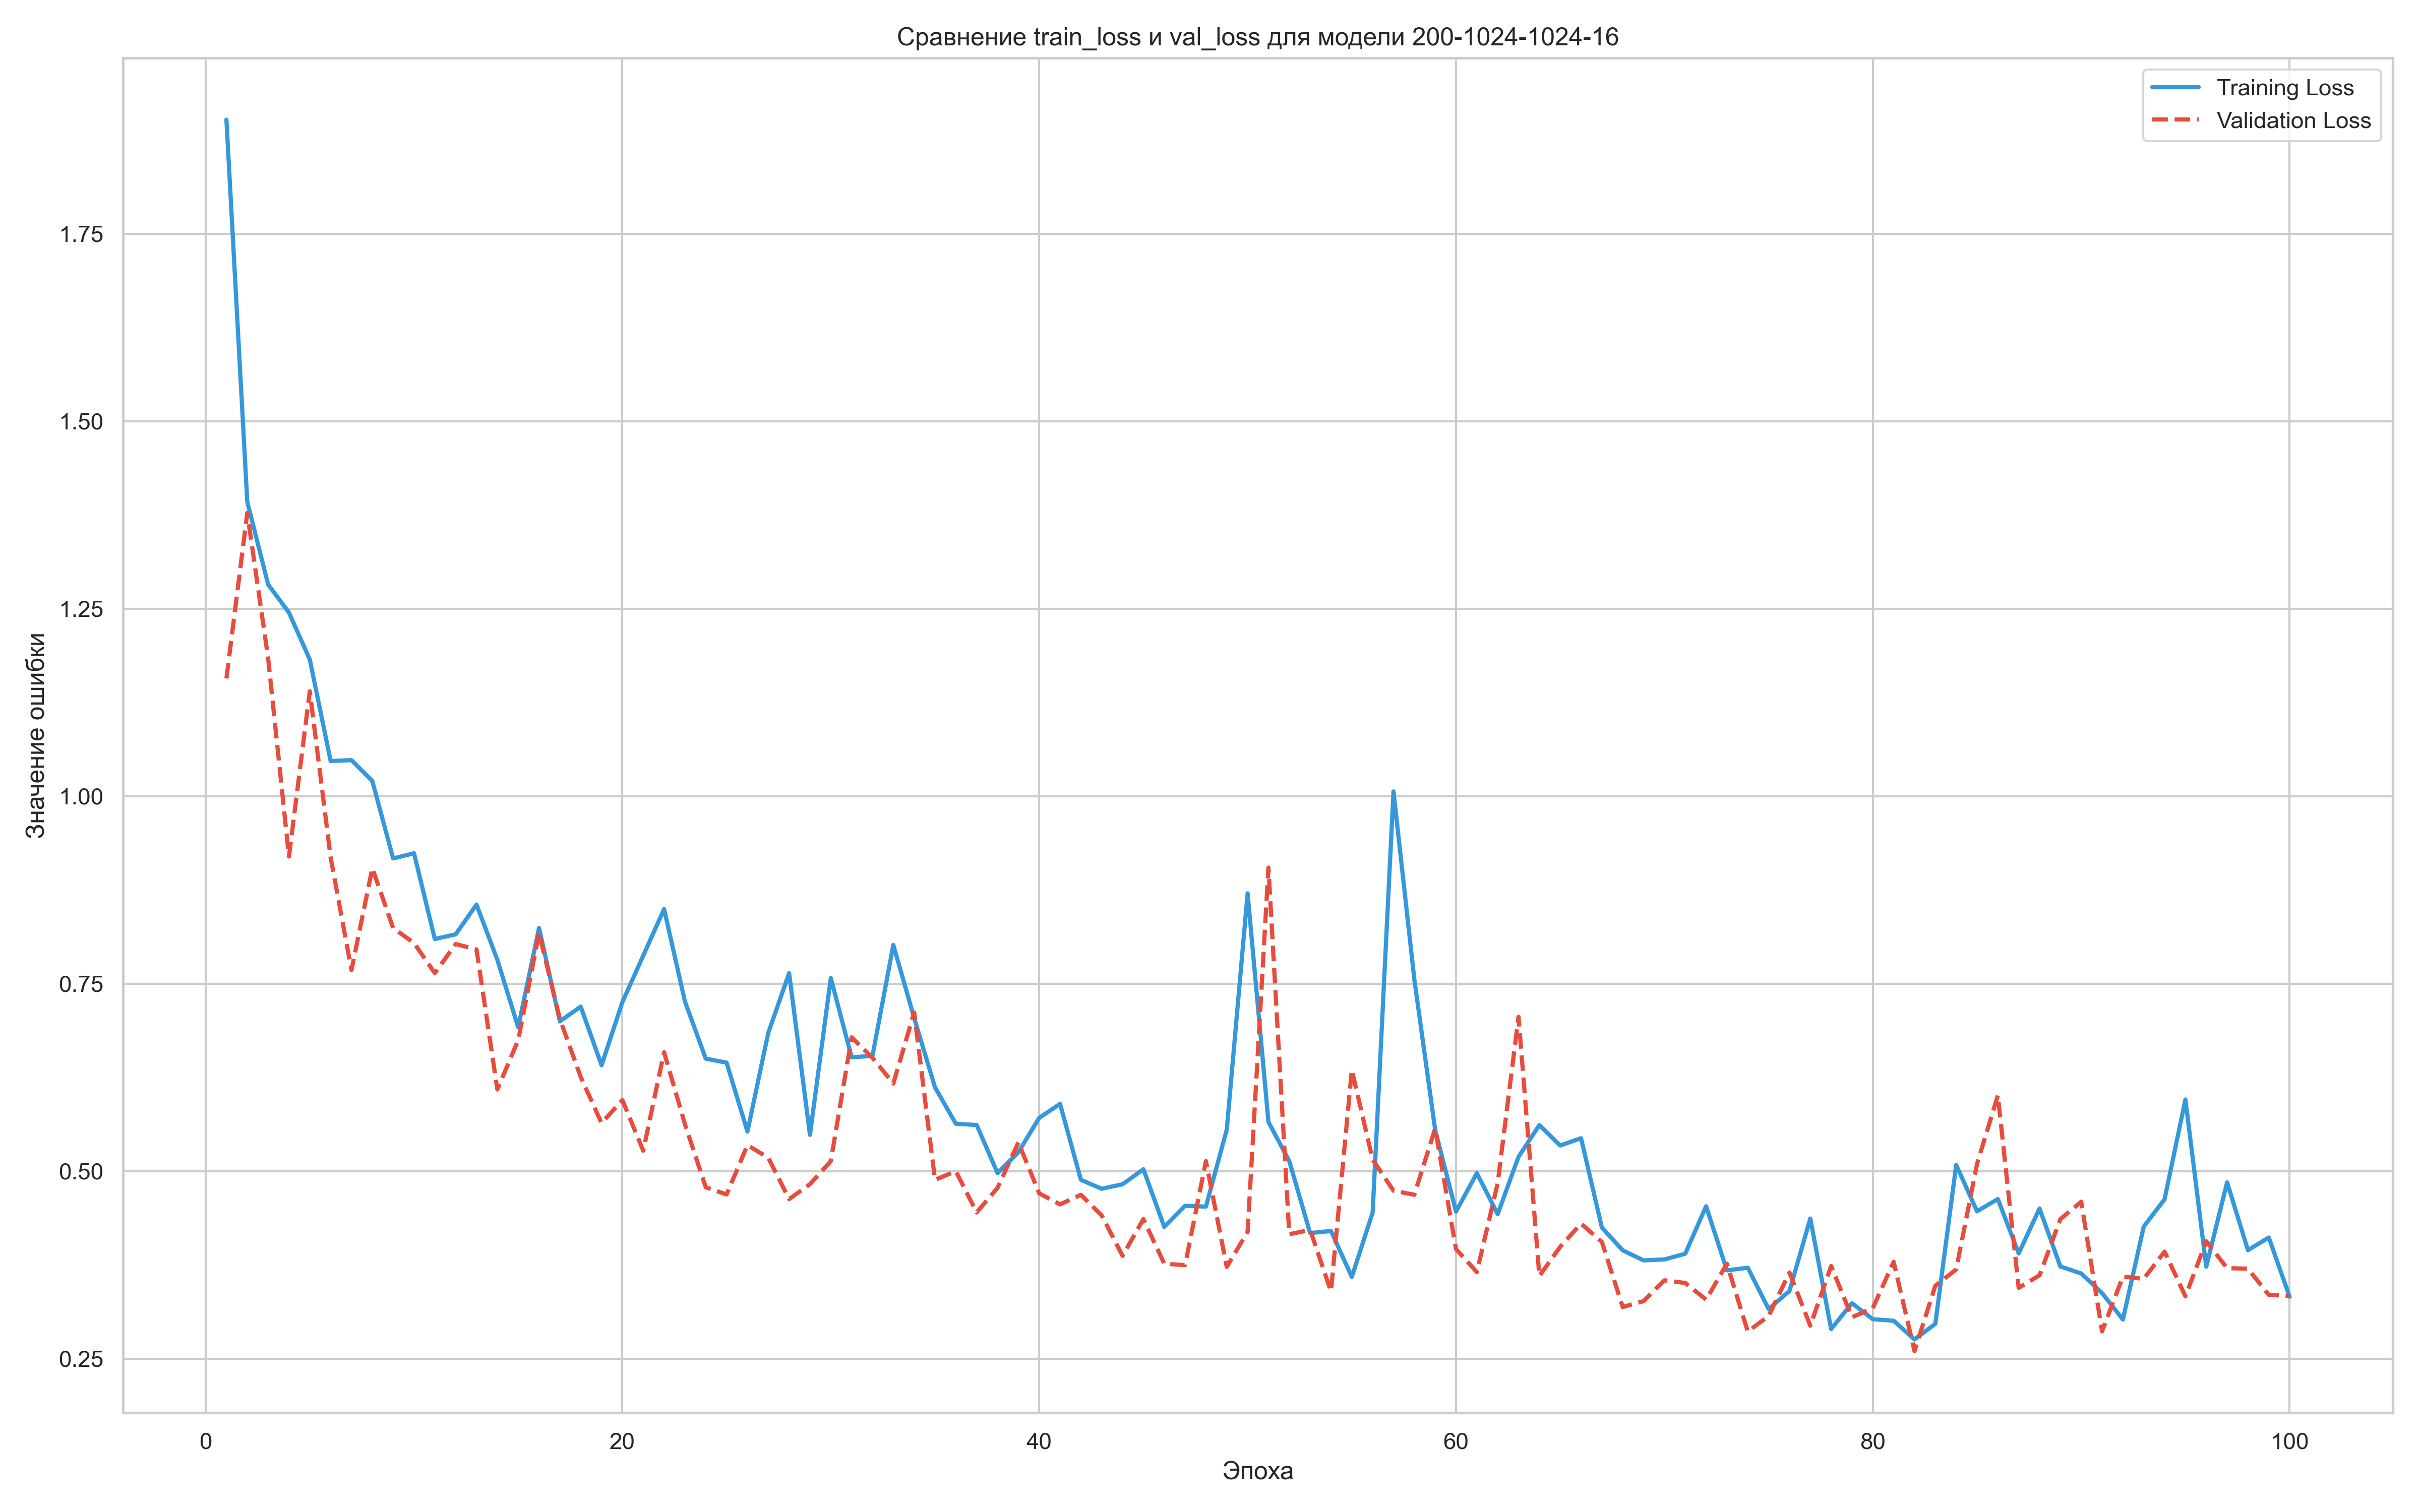 Сравнение train_loss и val_loss для модели 200-1024-1024-16
Training Loss
Validation Loss
Значение ошибки
1.75
1.50
1.25
1.00
0.75
0.50
0.25
0 20 40 60 80 100
Эпоха